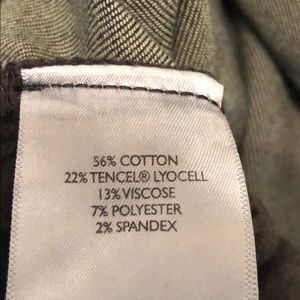 56% COTTON
22% TENCEL® LYOCELL
13% VISCOSE
7% POLYESTER
2% SPANDEX